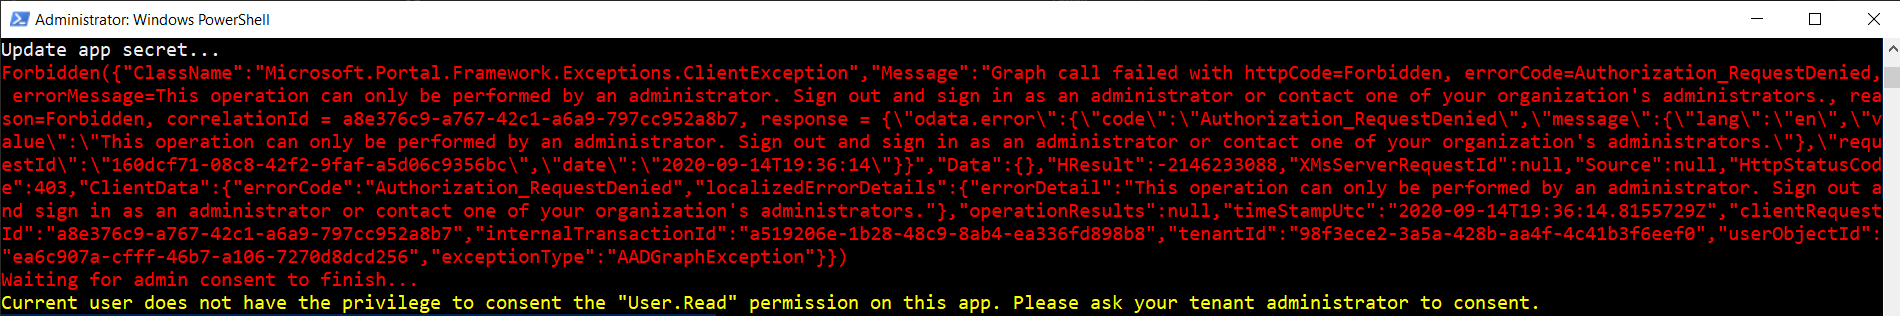 Administrator: Windows PowerShell
Update app secret...
Forbidden({"ClassName":"Microsoft.Portal.Framework.Exceptions.ClientException","Message":"Graph call failed with httpCode=Forbidden, errorCode=Authorization_RequestDenied,
 errorMessage=This operation can only be performed by an administrator. Sign out and sign in as an administrator or contact one of your organization's administrators., rea
son=Forbidden, correlationId = a8e376c9-a767-42c1-a6a9-797cc952a8b7, response = {\"odata.error\":{\"code\":\"Authorization_RequestDenied\",\"message\":{\"lang\":\"en\",\"v
alue\":\"This operation can only be performed by an administrator. Sign out and sign in as an administrator or contact one of your organization's administrators.\"},\"requ
estId\":\"160dcf71-08c8-42f2-9faf-a5d06c9356bc\",\"date\":\"2020-09-14T19:36:14\"}}","Data":{},"HResult":-2146233088,"XMsServerRequestId":null,"Source":null,"HttpStatusCod
e":403,"ClientData":{"errorCode":"Authorization_RequestDenied","localizedErrorDetails":{"errorDetail":"This operation can only be performed by an administrator. Sign out a
nd sign in as an administrator or contact one of your organization's administrators."},"operationResults":null,"timeStampUtc":"2020-09-14T19:36:14.8155729Z","clientRequest
Id":"a8e376c9-a767-42c1-a6a9-797cc952a8b7","internalTransactionId":"a519206e-1b28-48c9-8ab4-ea336fd898b8","tenantId":"98f3ece2-3a5a-428b-aa4f-4c41b3f6eef0","userObjectId":
"ea6c907a-cfff-46b7-a106-7270d8dcd256","exceptionType":"AADGraphException"}})
Waiting for admin consent to finish...
Current user does not have the privilege to consent the "User.Read" permission on this app. Please ask your tenant administrator to consent.